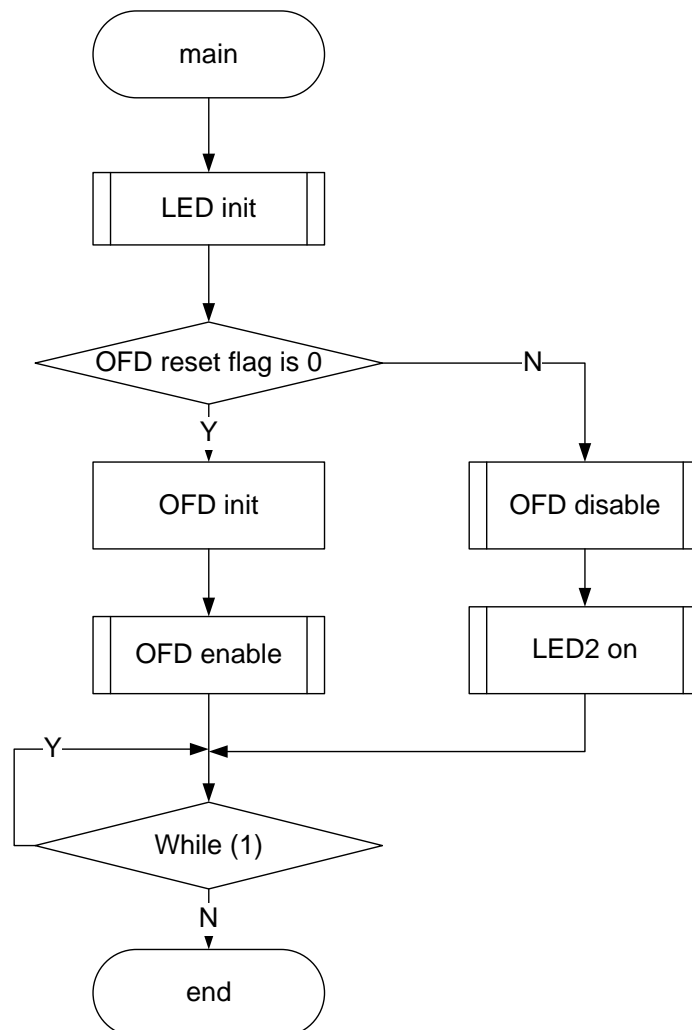 main
LED init
OFD reset flag is 0
N
Y
OFD init
OFD disable
OFD enable
LED2 on
Y
While (1)
N
end